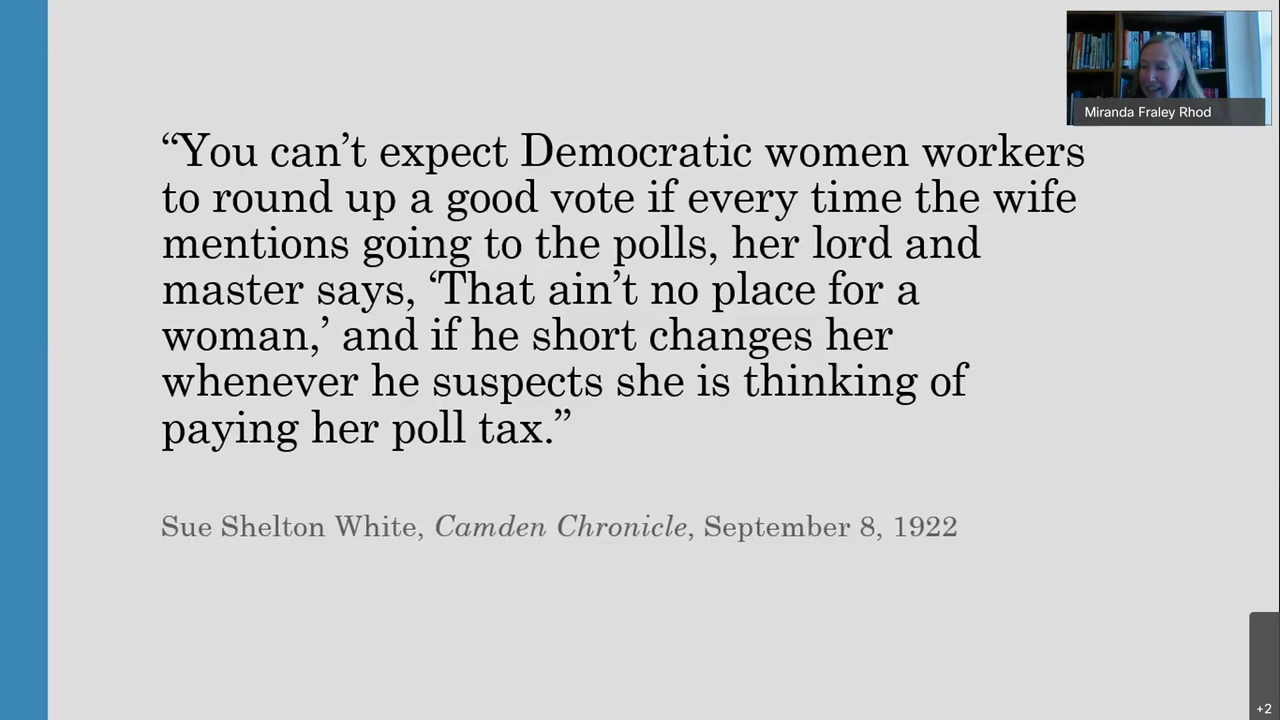 Miranda Fraley Rhod
“You can’t expect Democratic women workers
to round up a good vote if every time the wife
mentions going to the polls, her lord and
master says, ‘That ain’t no place for a
woman,’ and if he short changes her
whenever he suspects she is thinking of
paying her poll tax.”
Sue Shelton White, Camden Chronicle, September 8, 1922
+2